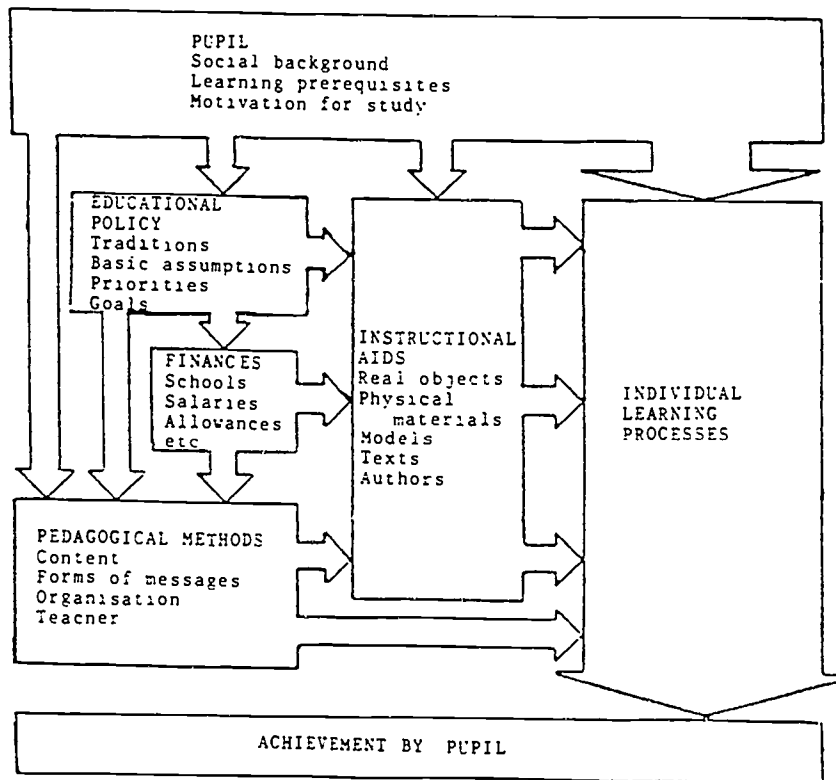 PUPIL
Social background
Learning prerequisites
Motivation for study
EDUCATIONAL
POLICY
Traditions
Basic assumptions
Priorities
Goals
FINANCES
Schools
Salaries
Allowances
etc
INSTRUCTIONAL
AIDS
Real objects
Physical
materials
Models
Texts
Authors
INDIVIDUAL
LEARNING
PROCESSES
PEDAGOGICAL METHODS
Content
Forms of messages
Organisation
Teacner
ACHIEVEMENT BY PUPIL